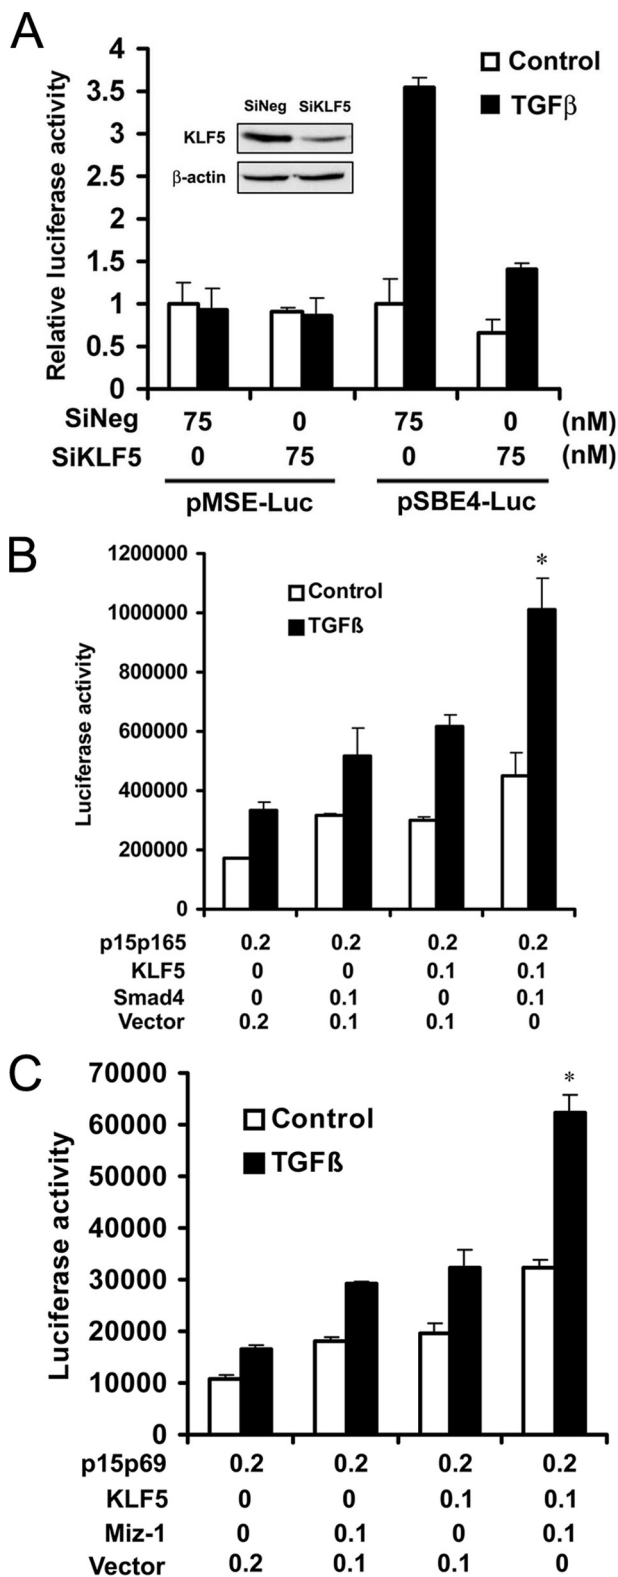 A
Relative luciferase activity
4
3.5
3
2.5
2
1.5
1
0.5
0
Control
TGFβ
SiNeg SiKLF5
KLF5
β-actin
SiNeg 75 0 75 0 (nM)
SiKLF5 0 75 0 75 (nM)
pMSE-Luc pSBE4-Luc
B
Luciferase activity
1200000
1000000
800000
600000
400000
200000
0
Control
TGFß
*
p15p165 0.2 0.2 0.2 0.2
KLF5 0 0 0.1 0.1
Smad4 0 0.1 0 0.1
Vector 0.2 0.1 0.1 0
C
Luciferase activity
70000
60000
50000
40000
30000
20000
10000
0
Control
TGFß
*
p15p69 0.2 0.2 0.2 0.2
KLF5 0 0 0.1 0.1
Miz-1 0 0.1 0 0.1
Vector 0.2 0.1 0.1 0